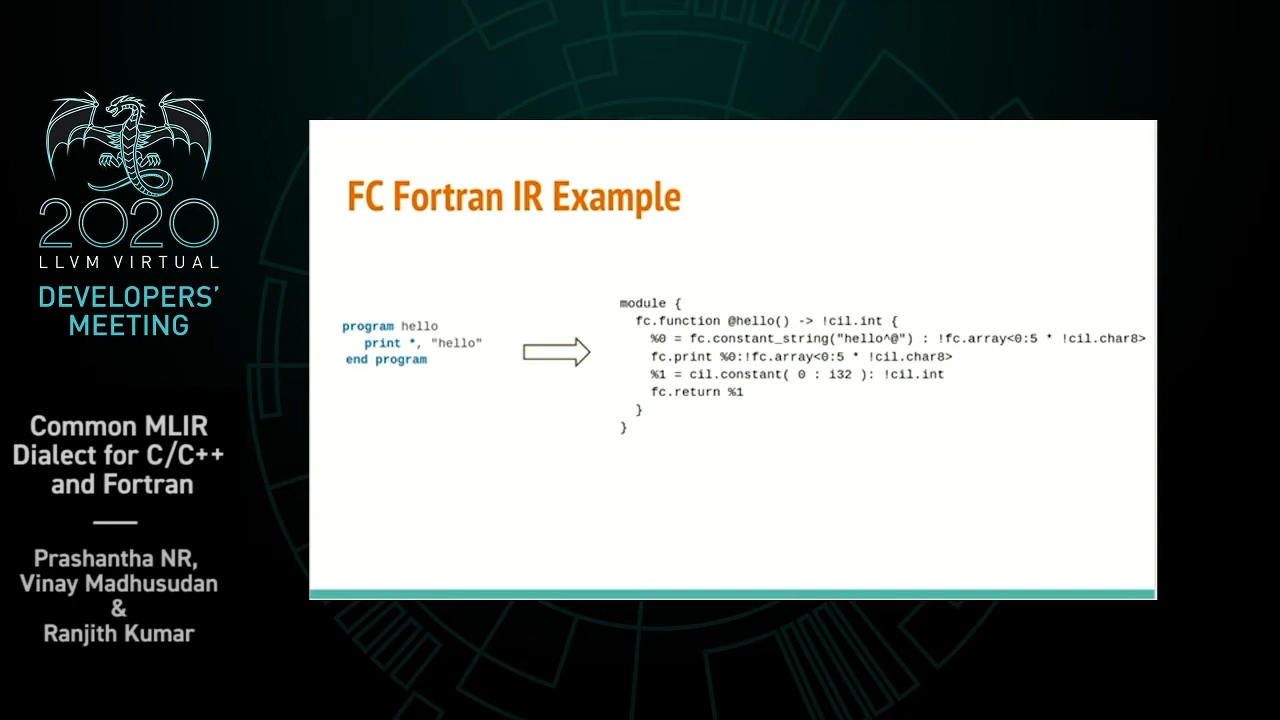 2020
LLVM VIRTUAL
DEVELOPERS'
MEETING
Common MLIR
Dialect for C/C++
and Fortran
Prashantha NR,
Vinay Madhusudan
&
Ranjith Kumar
FC Fortran IR Example
program hello
print *, "hello"
end program
module {
fc.function @hello() -> !cil.int {
%0 = fc.constant_string("hello^@") : !fc.array<0:5 * !cil.char8>
fc.print %0:!fc.array<0:5 * !cil.char8>
%1 = cil.constant( 0 : i32 ): !cil.int
fc.return %1
}
}